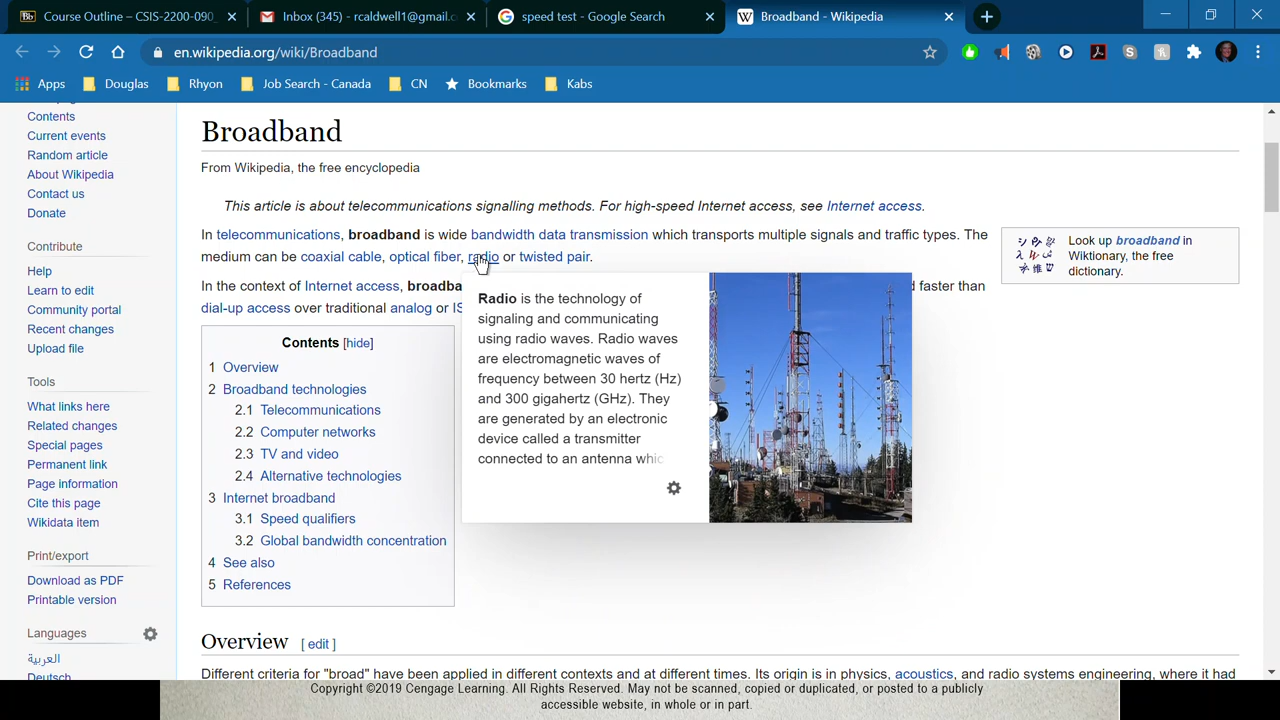 Course Outline – CSIS-2200-090_
Inbox (345) - rcaldwell1@gmail.c
speed test - Google Search
Broadband - Wikipedia
en.wikipedia.org/wiki/Broadband
Apps
Douglas
Rhyon
Job Search - Canada
CN
Bookmarks
Kabs
Contents
Current events
Random article
About Wikipedia
Contact us
Donate
Contribute
Help
Learn to edit
Community portal
Recent changes
Upload file
Tools
What links here
Related changes
Special pages
Permanent link
Page information
Cite this page
Wikidata item
Print/export
Download as PDF
Printable version
Languages
العربية
Deutsch
Broadband
From Wikipedia, the free encyclopedia
This article is about telecommunications signalling methods. For high-speed Internet access, see Internet access.
In telecommunications, broadband is wide bandwidth data transmission which transports multiple signals and traffic types. The
medium can be coaxial cable, optical fiber, radio or twisted pair.
In the context of Internet access, broadba
d faster than
dial-up access over traditional analog or IS
Look up broadband in
Wiktionary, the free
dictionary.
Radio is the technology of
signaling and communicating
using radio waves. Radio waves
are electromagnetic waves of
frequency between 30 hertz (Hz)
and 300 gigahertz (GHz). They
are generated by an electronic
device called a transmitter
connected to an antenna whic
Contents [hide]
1 Overview
2 Broadband technologies
2.1 Telecommunications
2.2 Computer networks
2.3 TV and video
2.4 Alternative technologies
3 Internet broadband
3.1 Speed qualifiers
3.2 Global bandwidth concentration
4 See also
5 References
Overview [ edit ]
Different criteria for "broad" have been applied in different contexts and at different times. Its origin is in physics, acoustics, and radio systems engineering, where it had
Copyright ©2019 Cengage Learning. All Rights Reserved. May not be scanned, copied or duplicated, or posted to a publicly
accessible website, in whole or in part.